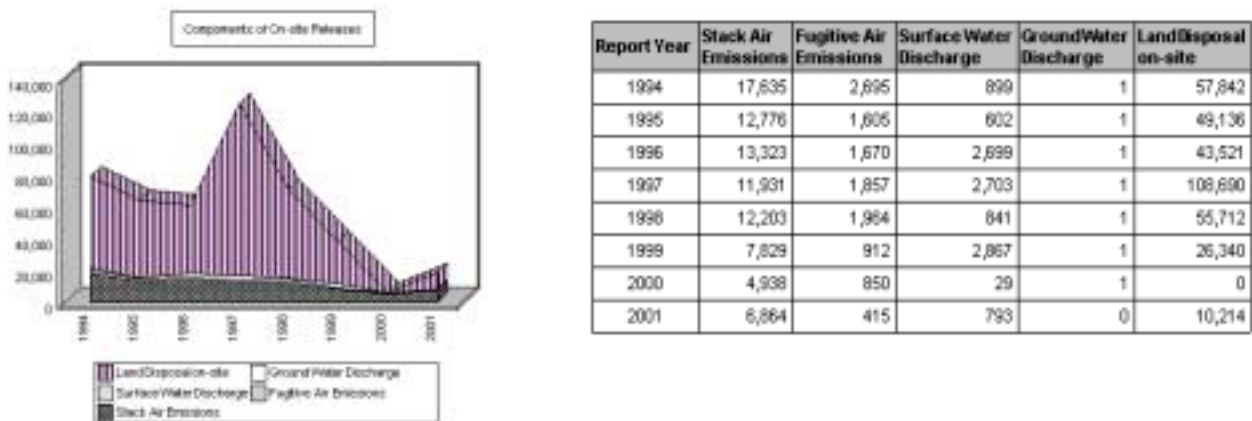 Components of On-site Releases
140,000
120,000
100,000
80,000
60,000
40,000
20,000
0
1994 1995 1996 1997 1998 1999 2000 2001
Land Disposal on-site Ground Water Discharge
Surface Water Discharge Fugitive Air Emissions
Stack Air Emissions
Report Year Stack Air Emissions Fugitive Air Emissions Surface Water Discharge Ground Water Discharge Land Disposal on-site
1994 17,635 2,695 899 1 57,842
1995 12,776 1,605 602 1 49,136
1996 13,323 1,670 2,699 1 43,521
1997 11,931 1,857 2,703 1 108,690
1998 12,203 1,964 841 1 55,712
1999 7,829 912 2,867 1 26,340
2000 4,938 850 29 1 0
2001 6,864 415 793 0 10,214